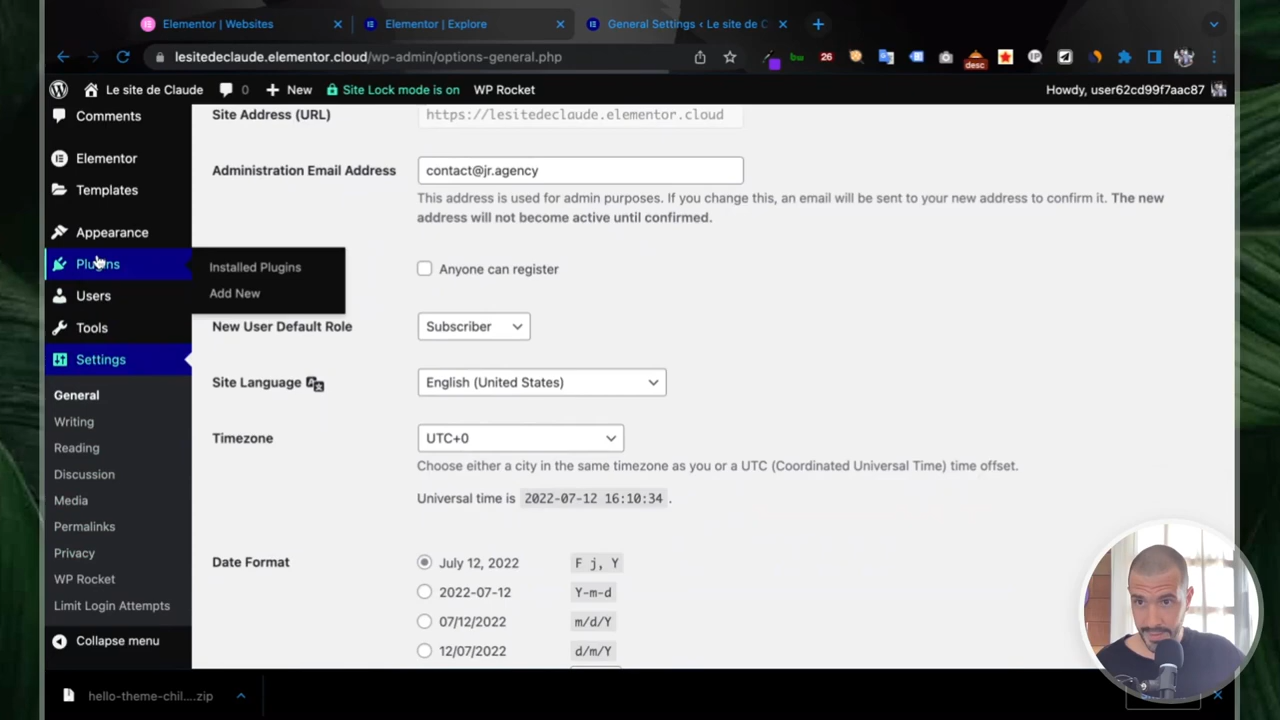 Elementor | Websites
Elementor | Explore
General Settings ‹ Le site de C
lesitedeclaude.elementor.cloud/wp-admin/options-general.php
26
desc
Le site de Claude
0
New
Site Lock mode is on
WP Rocket
Howdy, user62cd99f7aac87
Comments
Elementor
Templates
Appearance
Plugins
Installed Plugins
Add New
Users
Tools
Settings
General
Writing
Reading
Discussion
Media
Permalinks
Privacy
WP Rocket
Limit Login Attempts
Collapse menu
Site Address (URL)
https://lesitedeclaude.elementor.cloud
Administration Email Address
contact@jr.agency
This address is used for admin purposes. If you change this, an email will be sent to your new address to confirm it. The new
address will not become active until confirmed.
Anyone can register
New User Default Role
Subscriber
Site Language
English (United States)
Timezone
UTC+0
Choose either a city in the same timezone as you or a UTC (Coordinated Universal Time) time offset.
Universal time is 2022-07-12 16:10:34 .
Date Format
July 12, 2022 F j, Y
2022-07-12 Y-m-d
07/12/2022 m/d/Y
12/07/2022 d/m/Y
hello-theme-chil....zip